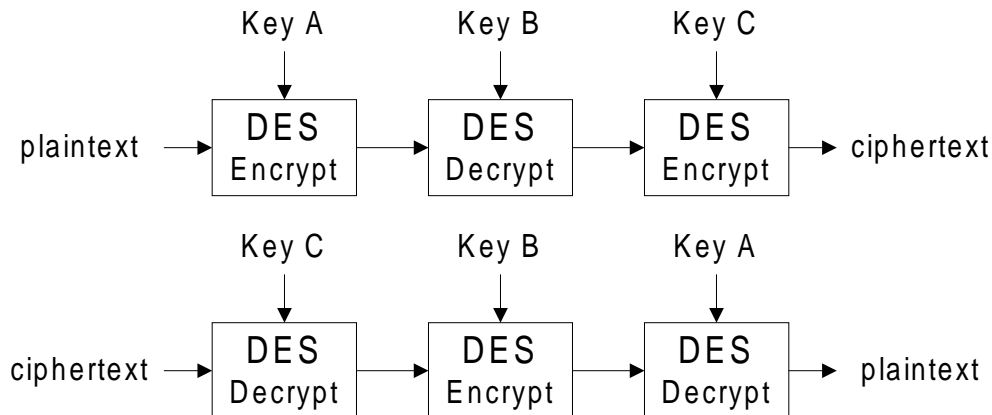 Key A Key B Key C
DES DES DES
plaintext Encrypt Decrypt Encrypt ciphertext
Key C Key B Key A
DES DES DES
ciphertext Decrypt Encrypt Decrypt plaintext